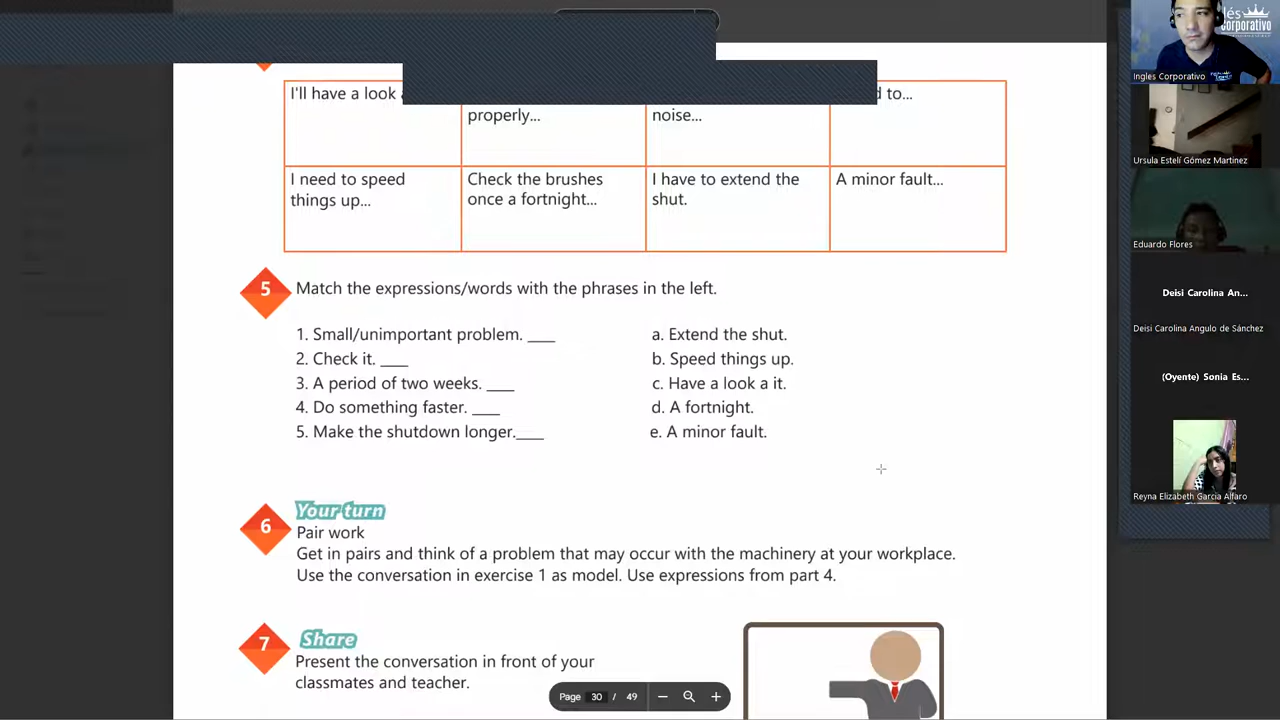 I'll have a look
properly...
noise...
d to...
I need to speed
things up...
Check the brushes
once a fortnight...
I have to extend the
shut.
A minor fault...
5
Match the expressions/words with the phrases in the left.
1. Small/unimportant problem. ____
a. Extend the shut.
2. Check it. ____
b. Speed things up.
3. A period of two weeks. ____
c. Have a look a it.
4. Do something faster. ____
d. A fortnight.
5. Make the shutdown longer.____
e. A minor fault.
6
Your turn
Pair work
Get in pairs and think of a problem that may occur with the machinery at your workplace.
Use the conversation in exercise 1 as model. Use expressions from part 4.
7
Share
Present the conversation in front of your
classmates and teacher.
Page 30 / 49
lés
Corporativo
Ingles Corporativo
Ursula Estelí Gómez Martinez
Eduardo Flores
Deisi Carolina An...
Deisi Carolina Angulo de Sánchez
(Oyente) Sonia Es...
Reyna Elizabeth Garcia Alfaro